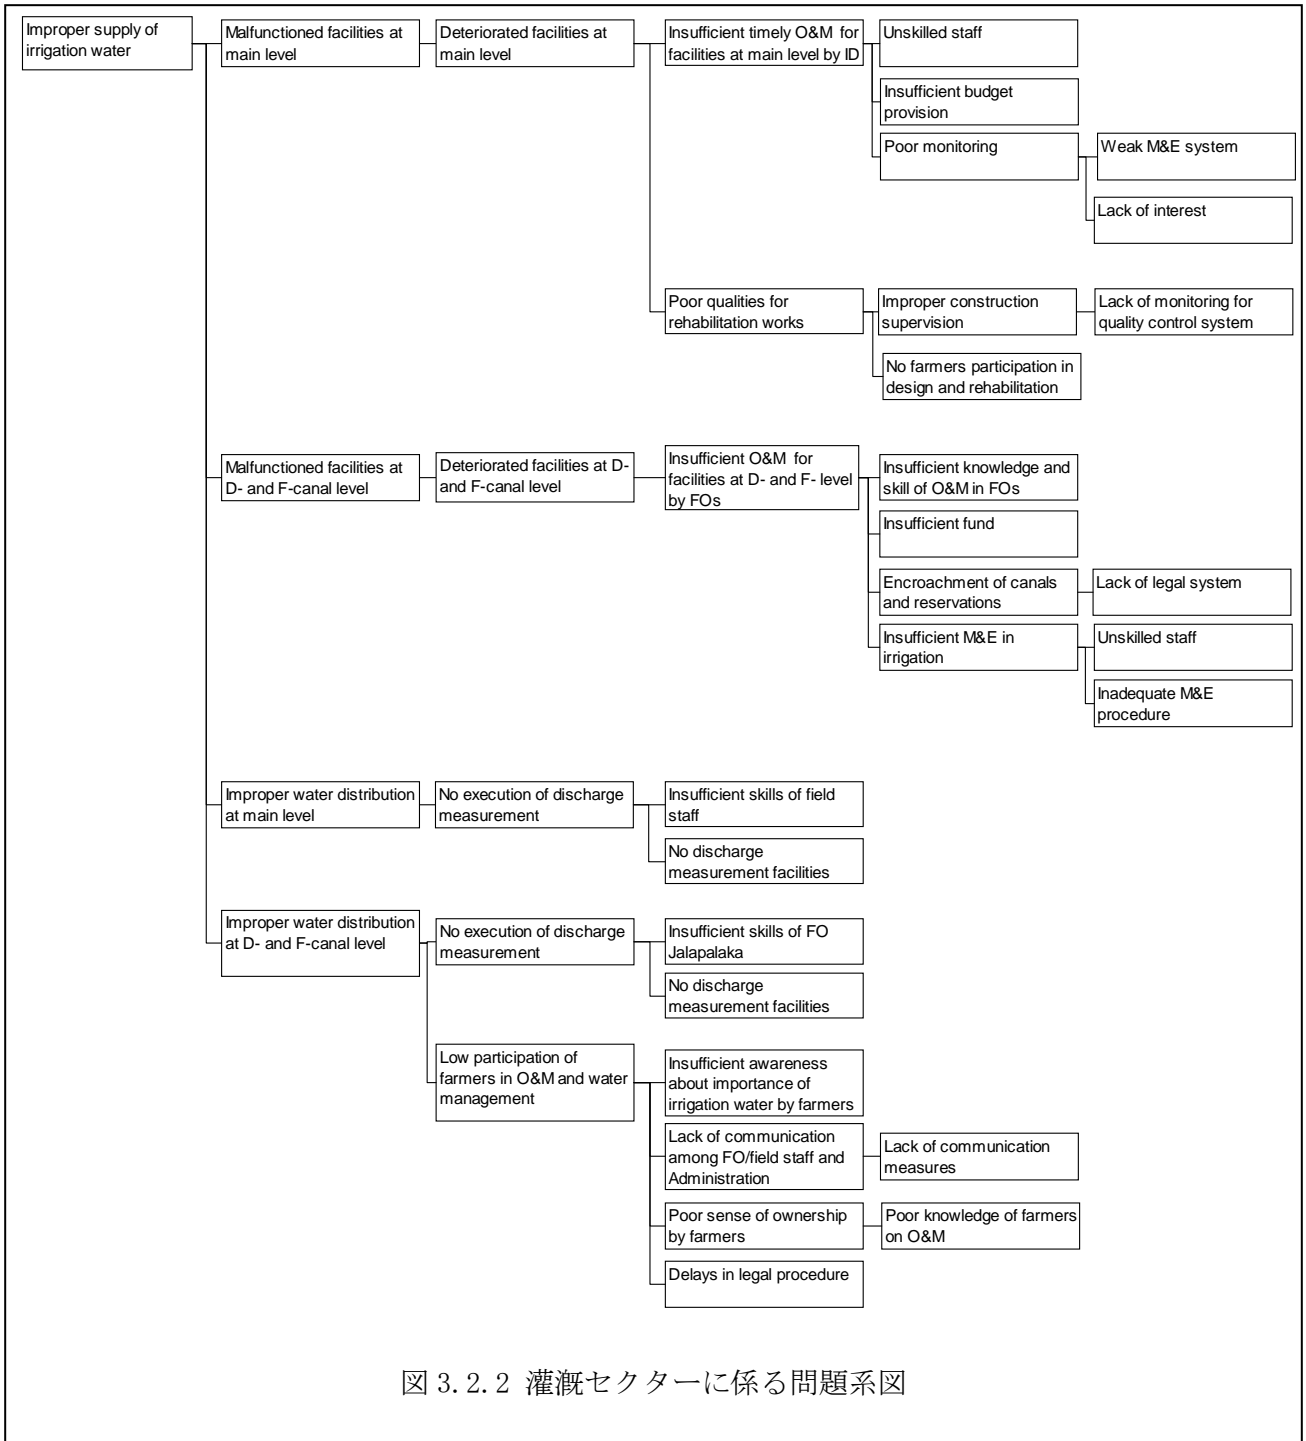 Improper supply of
irrigation water
Malfunctioned facilities at
main level
Deteriorated facilities at
main level
Insufficient timely O&M for
facilities at main level by ID
Unskilled staff
Insufficient budget
provision
Poor monitoring
Weak M&E system
Lack of interest
Poor qualities for
rehabilitation works
Improper construction
supervision
Lack of monitoring for
quality control system
No farmers participation in
design and rehabilitation
Malfunctioned facilities at
D- and F-canal level
Deteriorated facilities at D-
and F-canal level
Insufficient O&M for
facilities at D- and F- level
by FOs
Insufficient knowledge and
skill of O&M in FOs
Insufficient fund
Encroachment of canals
and reservations
Lack of legal system
Insufficient M&E in
irrigation
Unskilled staff
Inadequate M&E
procedure
Improper water distribution
at main level
No execution of discharge
measurement
Insufficient skills of field
staff
No discharge
measurement facilities
Improper water distribution
at D- and F-canal level
No execution of discharge
measurement
Insufficient skills of FO
Jalapalaka
No discharge
measurement facilities
Low participation of
farmers in O&M and water
management
Insufficient awareness
about importance of
irrigation water by farmers
Lack of communication
among FO/field staff and
Administration
Lack of communication
measures
Poor sense of ownership
by farmers
Poor knowledge of farmers
on O&M
Delays in legal procedure
図 3.2.2 灌漑セクターに係る問題系図